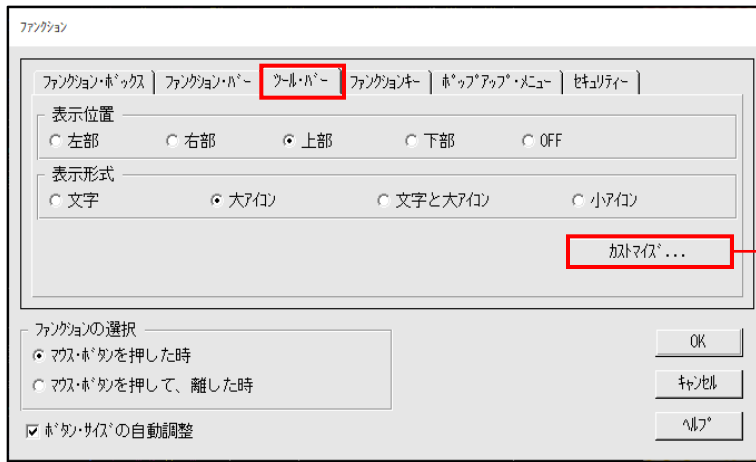 ﾌｧﾝｸｼｮﾝ
ﾌｧﾝｸｼｮﾝ･ﾎﾞｯｸｽ ﾌｧﾝｸｼｮﾝ･ﾊﾞｰ ﾂｰﾙ･ﾊﾞｰ ﾌｧﾝｸｼｮﾝｷｰ ﾎﾟｯﾌﾟｱｯﾌﾟ･ﾒﾆｭｰ ｾｷｭﾘﾃｨｰ
表示位置
左部 右部 上部 下部 OFF
表示形式
文字 大ｱｲｺﾝ 文字と大ｱｲｺﾝ 小ｱｲｺﾝ
ｶｽﾀﾏｲｽﾞ...
ﾌｧﾝｸｼｮﾝの選択
ﾏｳｽ･ﾎﾞﾀﾝを押した時
ﾏｳｽ･ﾎﾞﾀﾝを押して、離した時
ﾎﾞﾀﾝ･ｻｲｽﾞの自動調整
OK
ｷｬﾝｾﾙ
ﾍﾙﾌﾟ